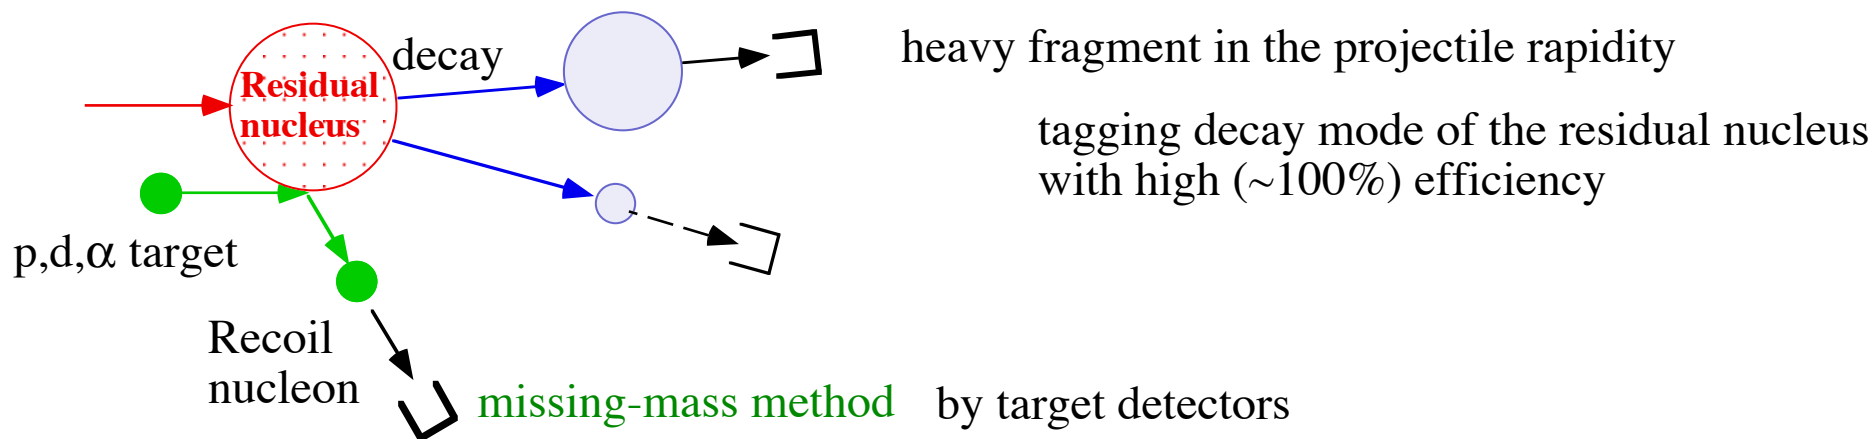 decay
heavy fragment in the projectile rapidity
Residual
nucleus
tagging decay mode of the residual nucleus
with high (~100%) efficiency
p,d,α target
Recoil
nucleon
missing-mass method by target detectors